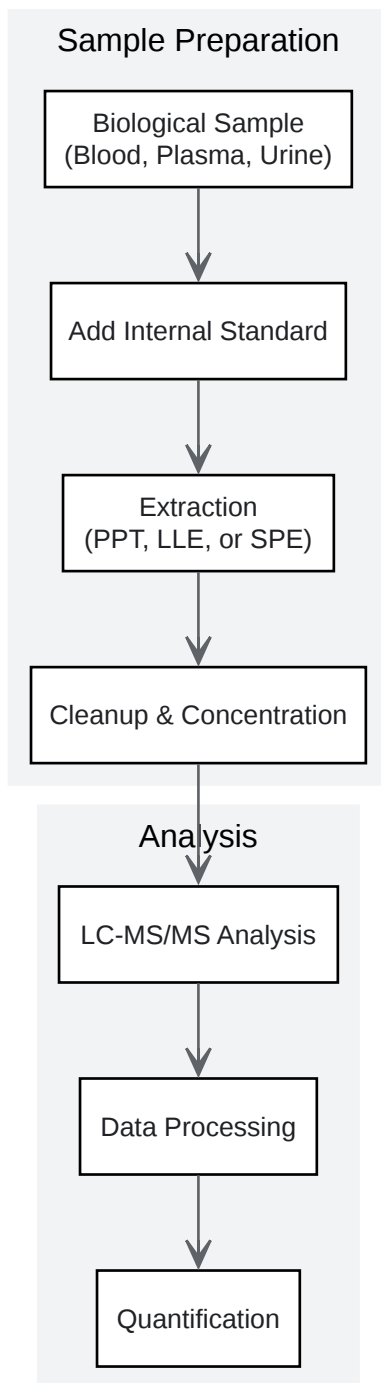 Sample Preparation
Biological Sample
(Blood, Plasma, Urine)
Add Internal Standard
Extraction
(PPT, LLE, or SPE)
Cleanup & Concentration
Analysis
LC-MS/MS Analysis
Data Processing
Quantification